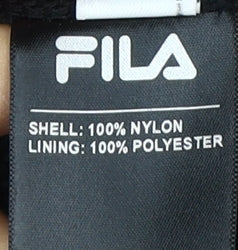 FILA
SHELL: 100% NYLON
LINING: 100% POLYESTER